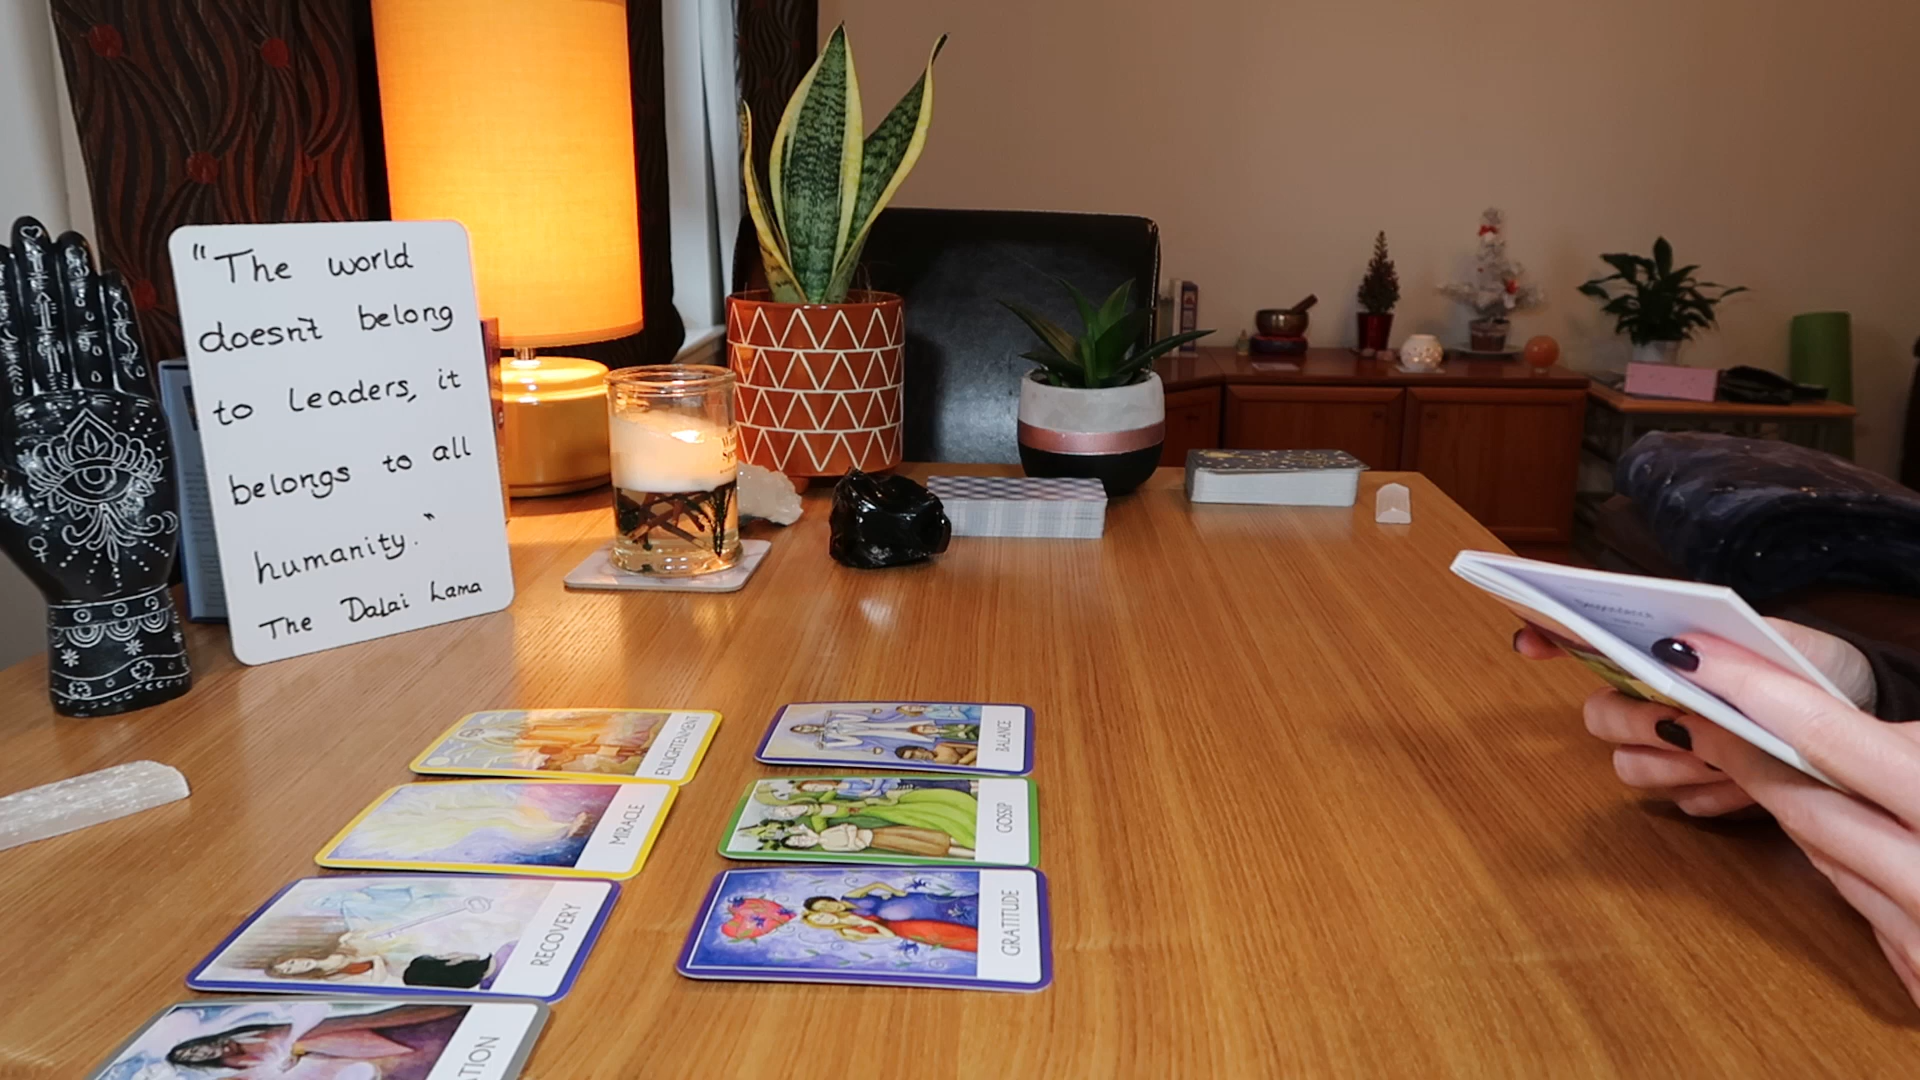 "The world
doesn't belong
to leaders, it
belongs to all
humanity."
The Dalai Lama
ENLIGHTENMENT
BALANCE
MIRACLE
GOSSIP
RECOVERY
GRATITUDE
ATION